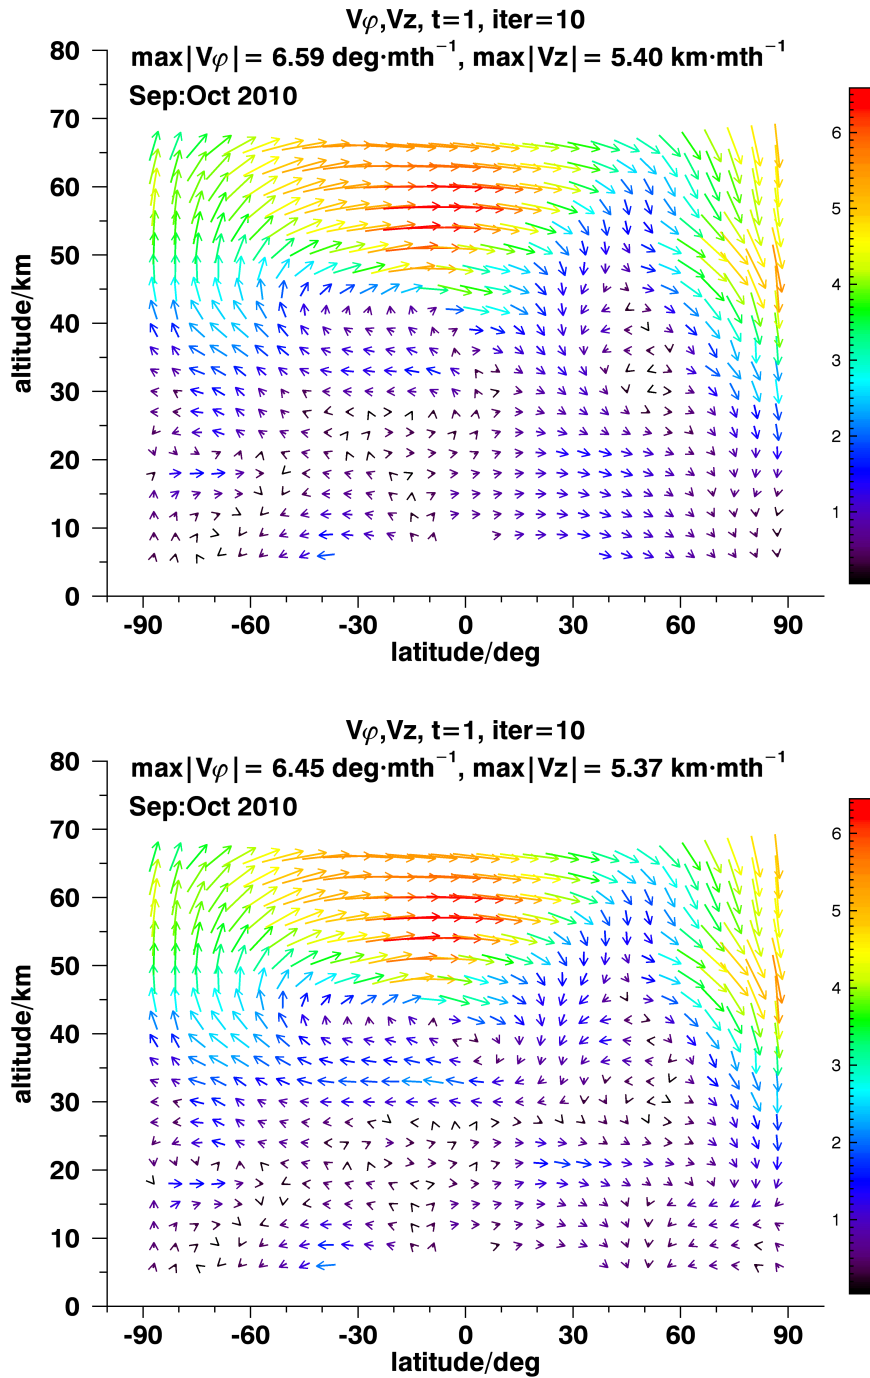 Vφ,Vz, t=1, iter=10
max|Vφ|= 6.59 deg·mth⁻¹, max|Vz|= 5.40 km·mth⁻¹
Sep:Oct 2010
80
70
60
50
40
30
20
10
0
altitude/km
-90 -60 -30 0 30 60 90
latitude/deg
6
5
4
3
2
1
Vφ,Vz, t=1, iter=10
max|Vφ|= 6.45 deg·mth⁻¹, max|Vz|= 5.37 km·mth⁻¹
Sep:Oct 2010
80
70
60
50
40
30
20
10
0
altitude/km
-90 -60 -30 0 30 60 90
latitude/deg
6
5
4
3
2
1